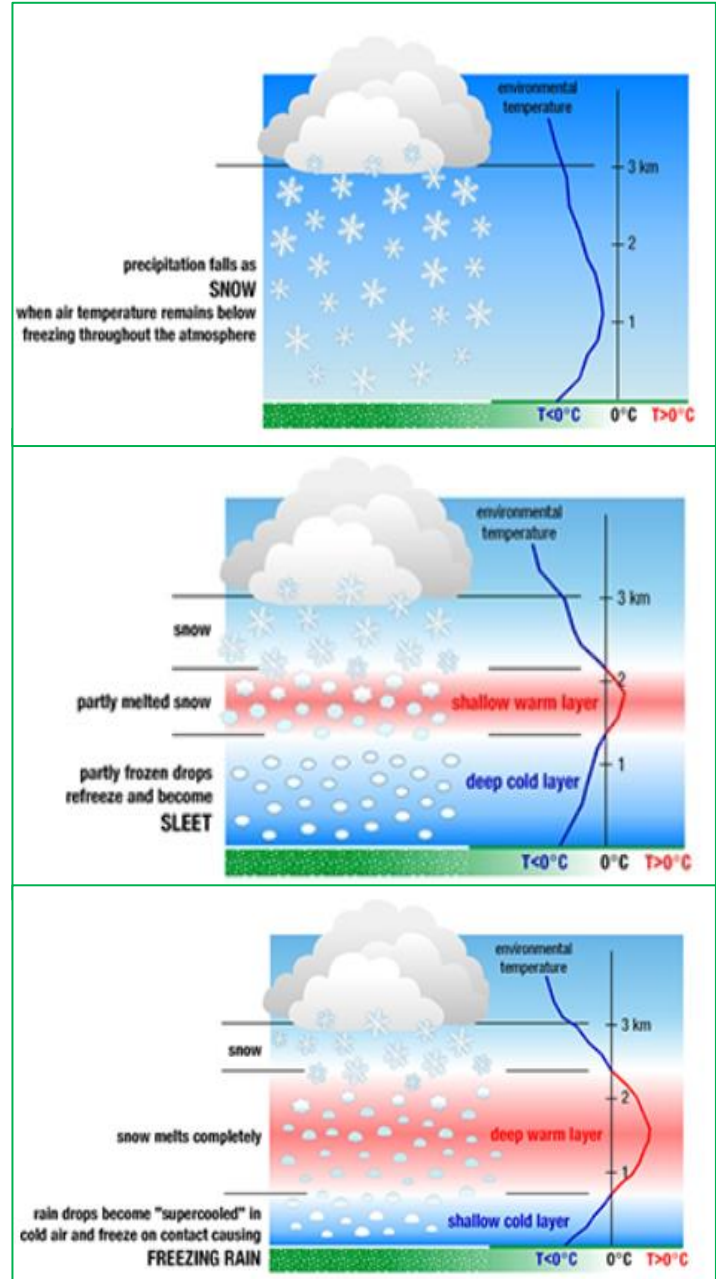 environmental
temperature
3 km
2
precipitation falls as
SNOW
when air temperature remains below
freezing throughout the atmosphere
1
T<0°C 0°C T>0°C
environmental
temperature
3 km
snow
2
partly melted snow
shallow warm layer
1
partly frozen drops
refreeze and become
SLEET
deep cold layer
T<0°C 0°C T>0°C
environmental
temperature
3 km
snow
2
snow melts completely
deep warm layer
1
rain drops become "supercooled" in
cold air and freeze on contact causing
FREEZING RAIN
shallow cold layer
T<0°C 0°C T>0°C